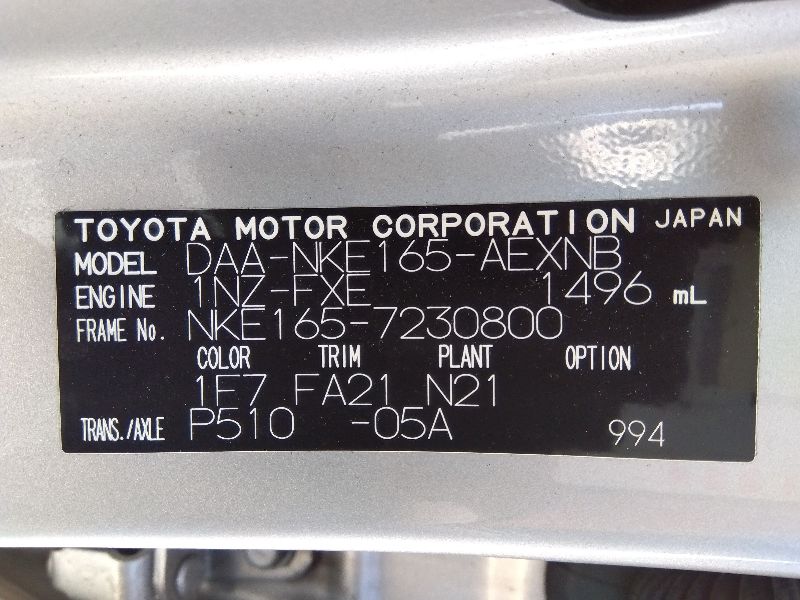 TOYOTA MOTOR CORPORATION JAPAN
MODEL DAA-NKE165-AEXNB
ENGINE 1NZ-FXE 1496 mL
FRAME No. NKE165-7230800
COLOR TRIM PLANT OPTION
1F7 FA21 N21
TRANS./AXLE P510 -05A 994